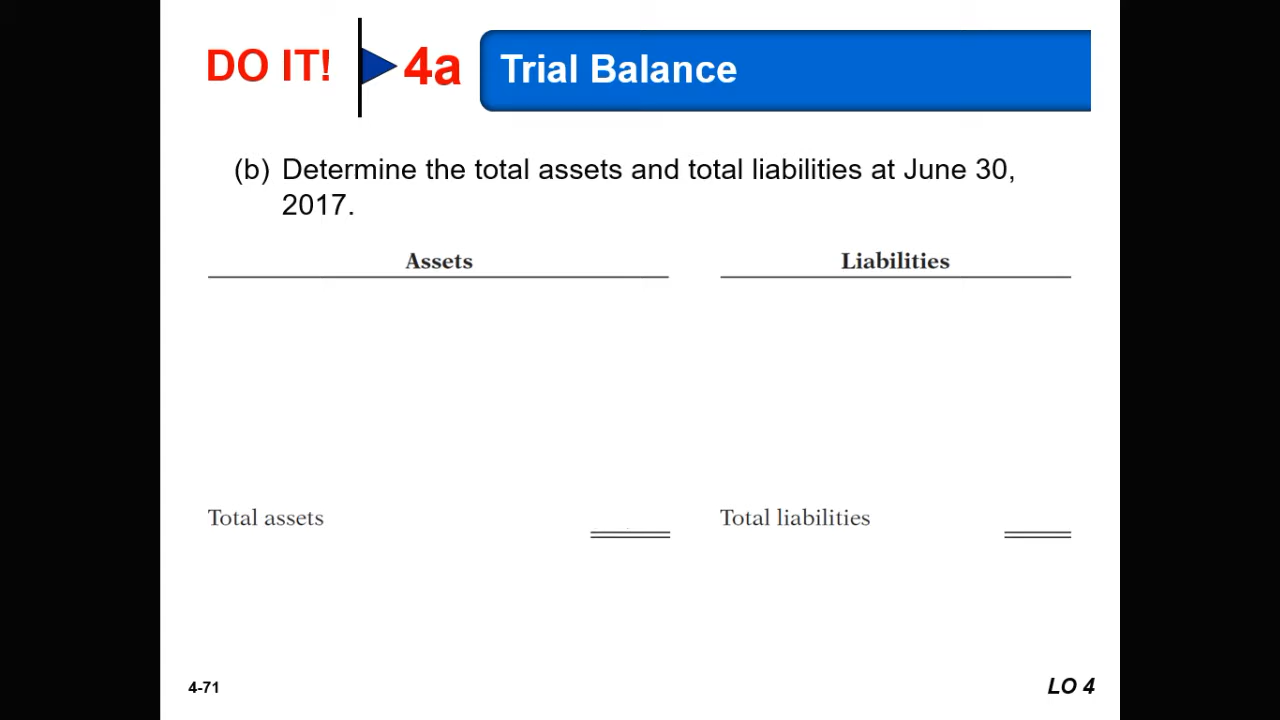 DO IT! 4a Trial Balance
(b) Determine the total assets and total liabilities at June 30,
2017.
Assets Liabilities
Total assets Total liabilities
4-71 LO 4